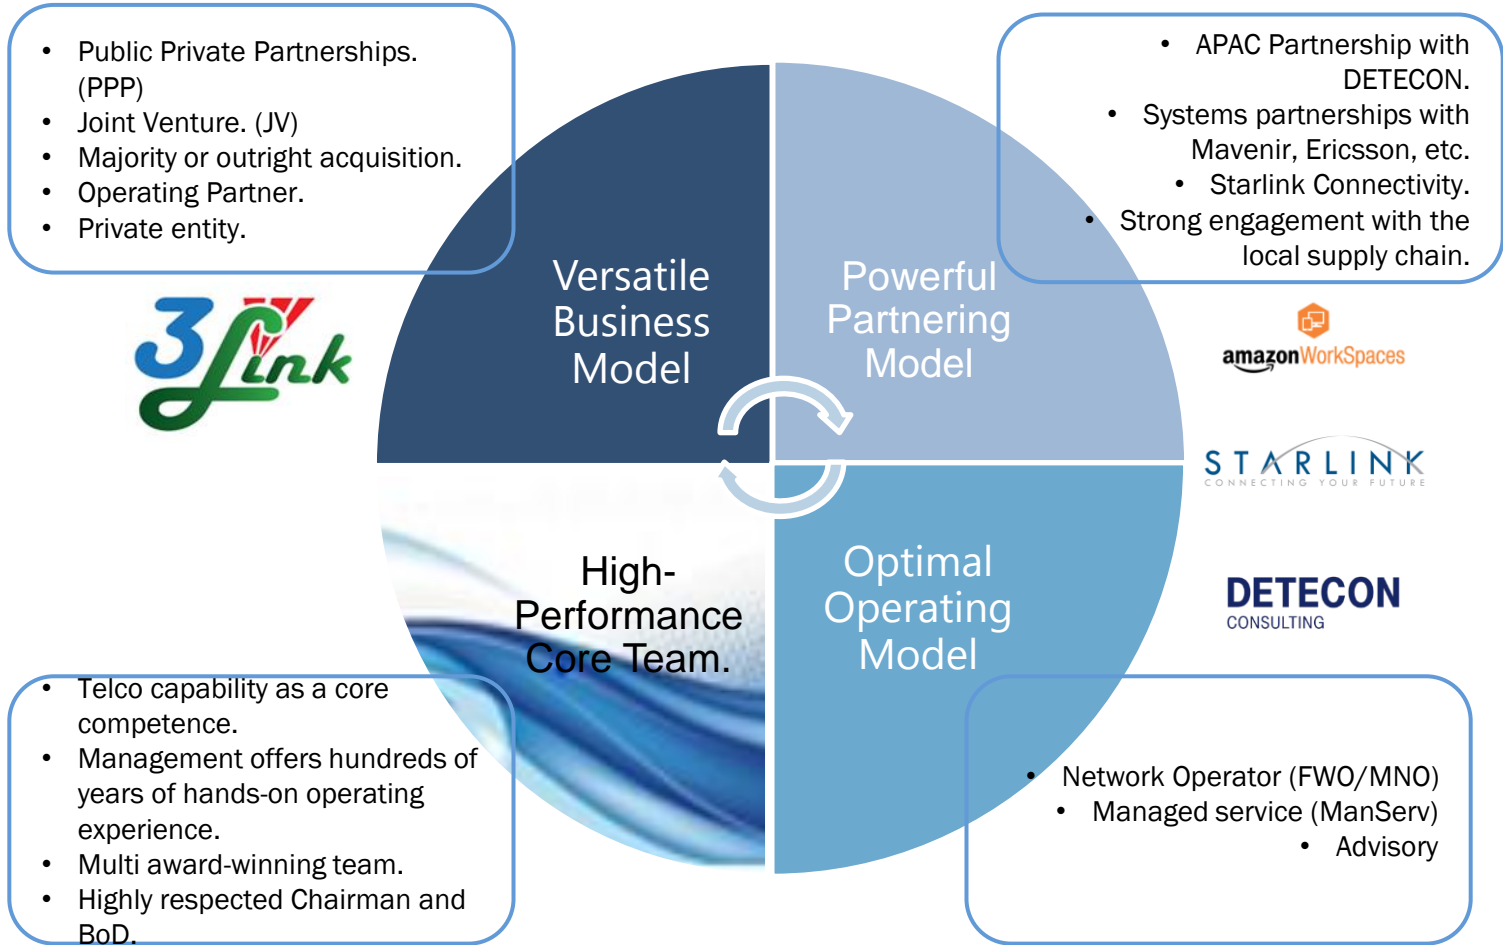 • Public Private Partnerships.
(PPP)
• Joint Venture. (JV)
• Majority or outright acquisition.
• Operating Partner.
• Private entity.
• APAC Partnership with
DETECON.
• Systems partnerships with
Mavenir, Ericsson, etc.
• Starlink Connectivity.
• Strong engagement with the
local supply chain.
Versatile
Business
Model
Powerful
Partnering
Model
3Link
amazonWorkSpaces
STARLINK
CONNECTING YOUR FUTURE
High-
Performance
Core Team.
Optimal
Operating
Model
DETECON
CONSULTING
• Telco capability as a core
competence.
• Management offers hundreds of
years of hands-on operating
experience.
• Multi award-winning team.
• Highly respected Chairman and
BoD.
• Network Operator (FWO/MNO)
• Managed service (ManServ)
• Advisory